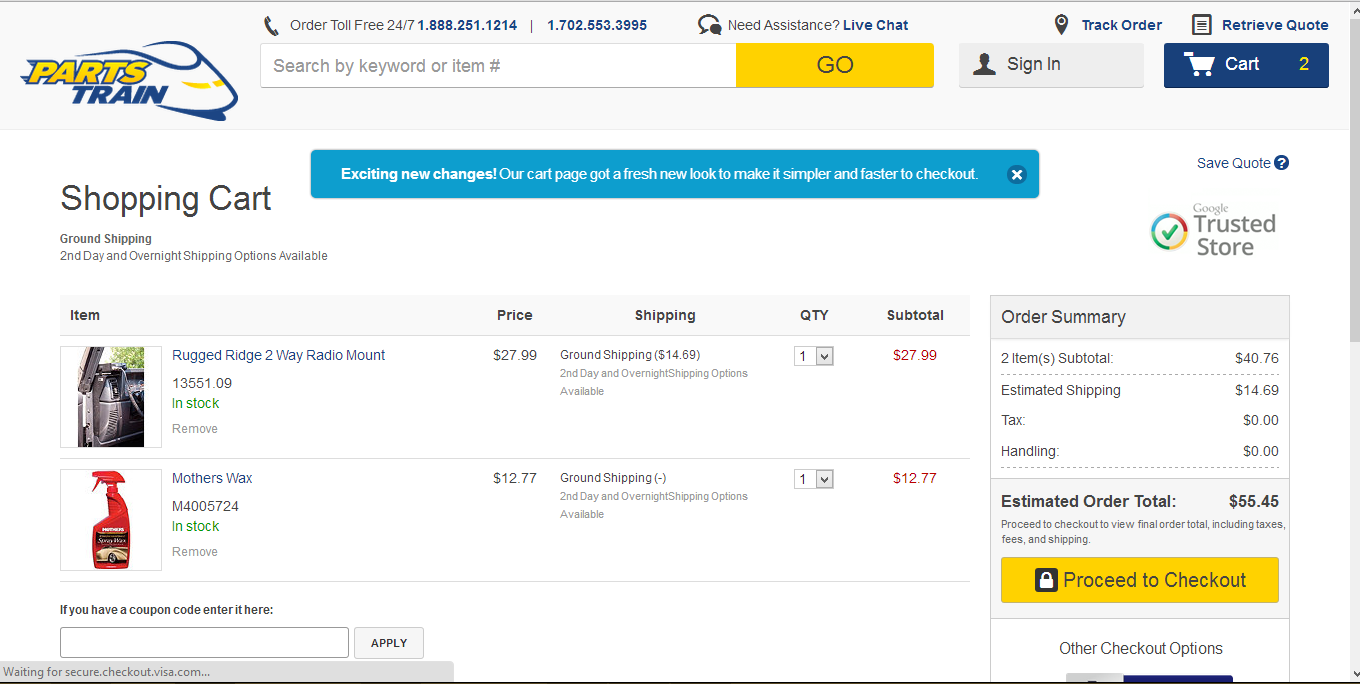 Order Toll Free 24/7 1.888.251.1214 | 1.702.553.3995
Need Assistance? Live Chat
Track Order
Retrieve Quote
PARTS
TRAIN
Search by keyword or item #
GO
Sign In
Cart 2
Exciting new changes! Our cart page got a fresh new look to make it simpler and faster to checkout.
Save Quote ?
Shopping Cart
Google
Trusted
Store
Ground Shipping
2nd Day and Overnight Shipping Options Available
Item Price Shipping QTY Subtotal
Rugged Ridge 2 Way Radio Mount $27.99 Ground Shipping ($14.69) 1 $27.99
2nd Day and OvernightShipping Options
Available
13551.09
In stock
Remove
Mothers Wax $12.77 Ground Shipping (-) 1 $12.77
2nd Day and OvernightShipping Options
Available
M4005724
In stock
Remove
MOTHERS
Spray Wax
If you have a coupon code enter it here:
APPLY
Order Summary
2 Item(s) Subtotal: $40.76
Estimated Shipping $14.69
Tax: $0.00
Handling: $0.00
Estimated Order Total: $55.45
Proceed to checkout to view final order total, including taxes,
fees, and shipping.
Proceed to Checkout
Other Checkout Options
Waiting for secure.checkout.visa.com...